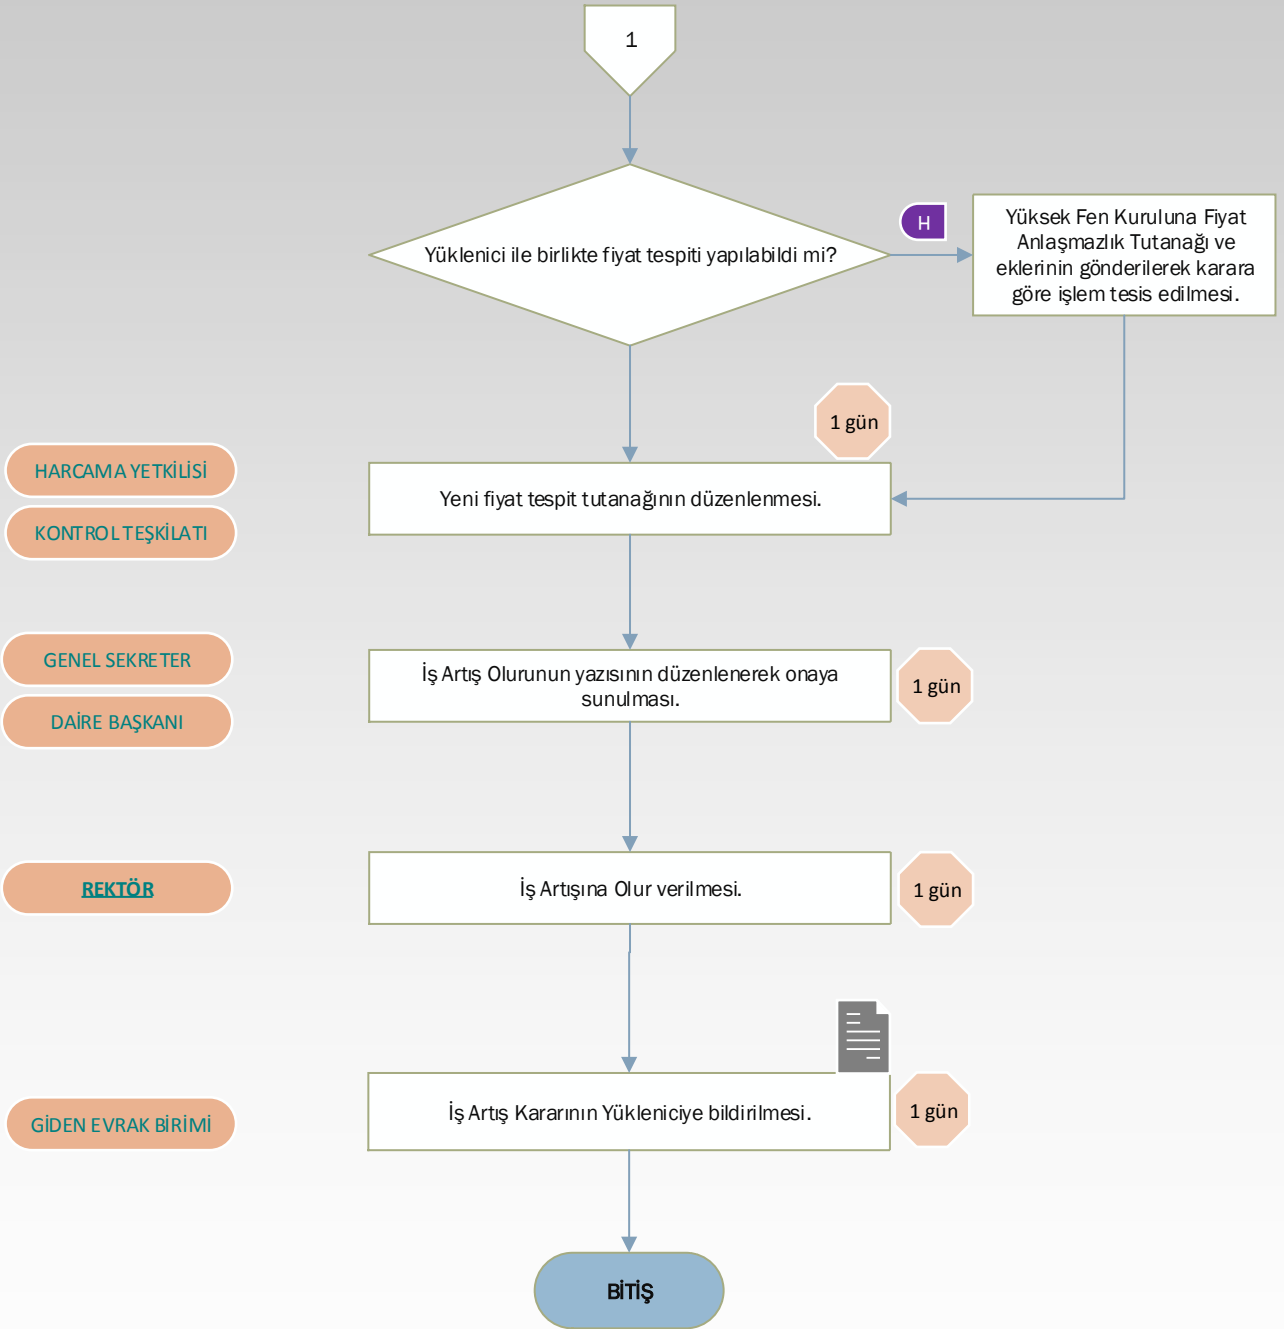 1
Yüklenici ile birlikte fiyat tespiti yapılabildi mi?
H
Yüksek Fen Kuruluna Fiyat
Anlaşmazlık Tutanağı ve
eklerinin gönderilerek karara
göre işlem tesis edilmesi.
1 gün
HARCAMA YETKİLİSİ
KONTROL TEŞKİLATI
Yeni fiyat tespit tutanağının düzenlenmesi.
GENEL SEKRETER
DAİRE BAŞKANI
İş Artış Olurunun yazısının düzenlenerek onaya
sunulması.
1 gün
REKTÖR
İş Artışına Olur verilmesi.
1 gün
GİDEN EVRAK BİRİMİ
İş Artış Kararının Yükleniciye bildirilmesi.
1 gün
BİTİŞ